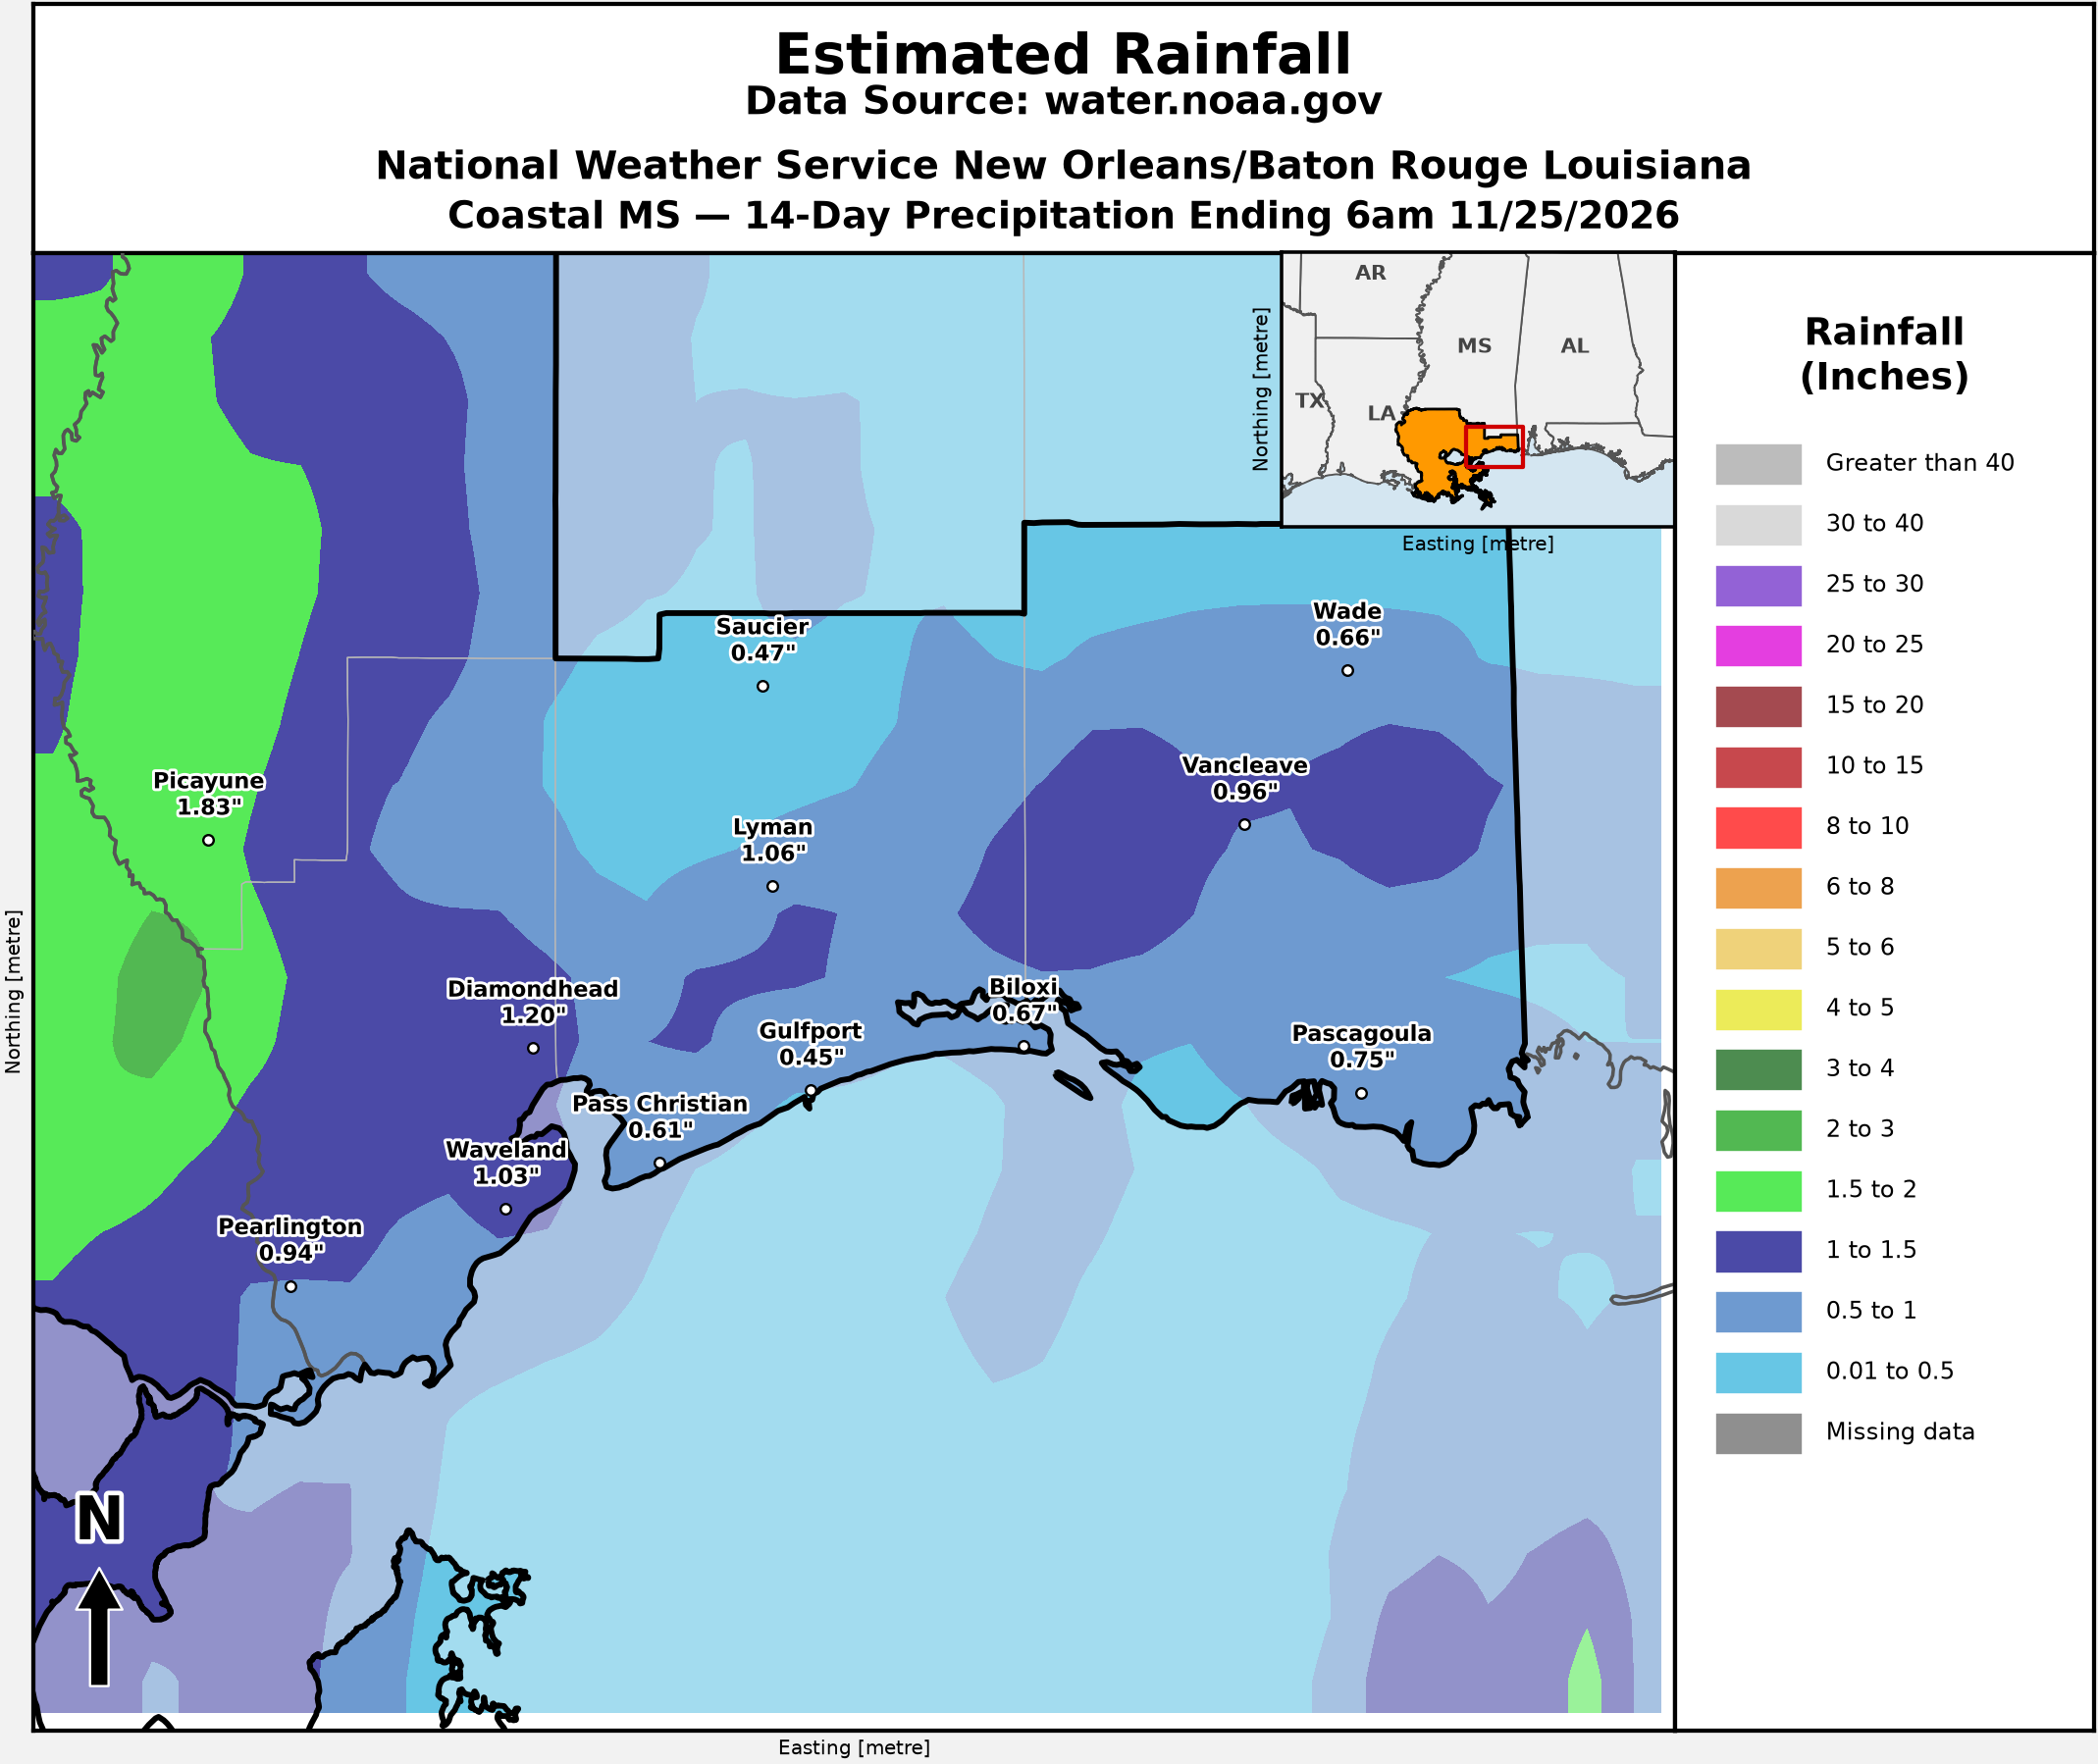 Estimated Rainfall
Data Source: water.noaa.gov
National Weather Service New Orleans/Baton Rouge Louisiana
Coastal MS — 14-Day Precipitation Ending 6am 11/25/2026
AR
MS
AL
TX
LA
Northing [metre]
Easting [metre]
Saucier
0.47"
Wade
0.66"
Picayune
1.83"
Vancleave
0.96"
Lyman
1.06"
Diamondhead
1.20"
Biloxi
0.67"
Gulfport
0.45"
Pascagoula
0.75"
Pass Christian
0.61"
Waveland
1.03"
Pearlington
0.94"
N
Northing [metre]
Easting [metre]
Rainfall
(Inches)
Greater than 40
30 to 40
25 to 30
20 to 25
15 to 20
10 to 15
8 to 10
6 to 8
5 to 6
4 to 5
3 to 4
2 to 3
1.5 to 2
1 to 1.5
0.5 to 1
0.01 to 0.5
Missing data